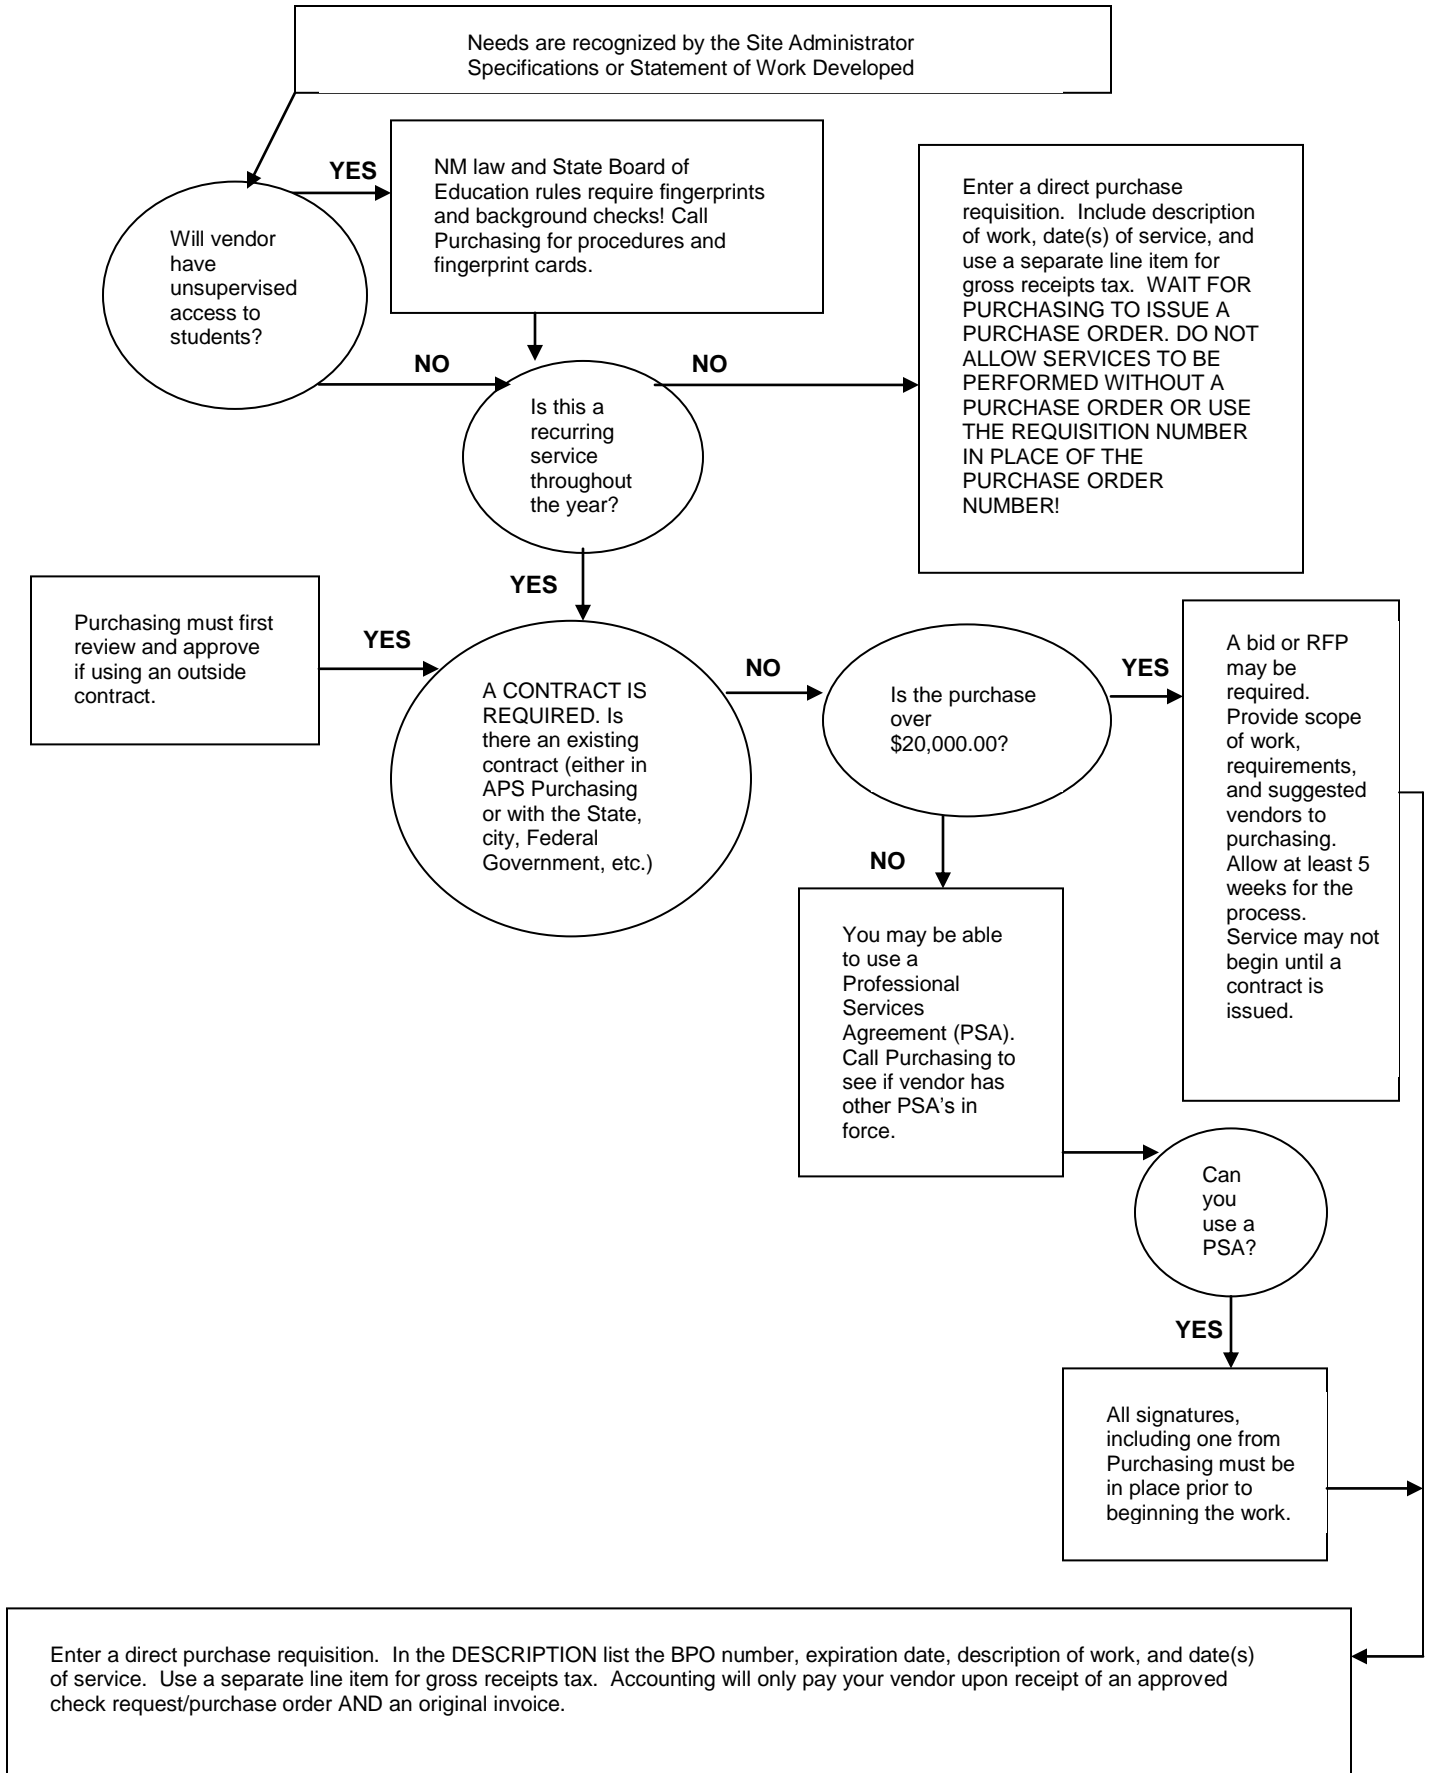 Needs are recognized by the Site Administrator
Specifications or Statement of Work Developed
YES
NM law and State Board of
Education rules require fingerprints
and background checks! Call
Purchasing for procedures and
fingerprint cards.
Will vendor
have
unsupervised
access to
students?
NO
Is this a
recurring
service
throughout
the year?
NO
Enter a direct purchase
requisition.  Include description
of work, date(s) of service, and
use a separate line item for
gross receipts tax.  WAIT FOR
PURCHASING TO ISSUE A
PURCHASE ORDER. DO NOT
ALLOW SERVICES TO BE
PERFORMED WITHOUT A
PURCHASE ORDER OR USE
THE REQUISITION NUMBER
IN PLACE OF THE
PURCHASE ORDER
NUMBER!
YES
Purchasing must first
review and approve
if using an outside
contract.
YES
A CONTRACT IS
REQUIRED. Is
there an existing
contract (either in
APS Purchasing
or with the State,
city, Federal
Government, etc.)
NO
Is the purchase
over
$20,000.00?
YES
A bid or RFP
may be
required.
Provide scope
of work,
requirements,
and suggested
vendors to
purchasing.
Allow at least 5
weeks for the
process.
Service may not
begin until a
contract is
issued.
NO
You may be able
to use a
Professional
Services
Agreement (PSA).
Call Purchasing to
see if vendor has
other PSA's in
force.
Can
you
use a
PSA?
YES
All signatures,
including one from
Purchasing must be
in place prior to
beginning the work.
Enter a direct purchase requisition.  In the DESCRIPTION list the BPO number, expiration date, description of work, and date(s)
of service.  Use a separate line item for gross receipts tax.  Accounting will only pay your vendor upon receipt of an approved
check request/purchase order AND an original invoice.